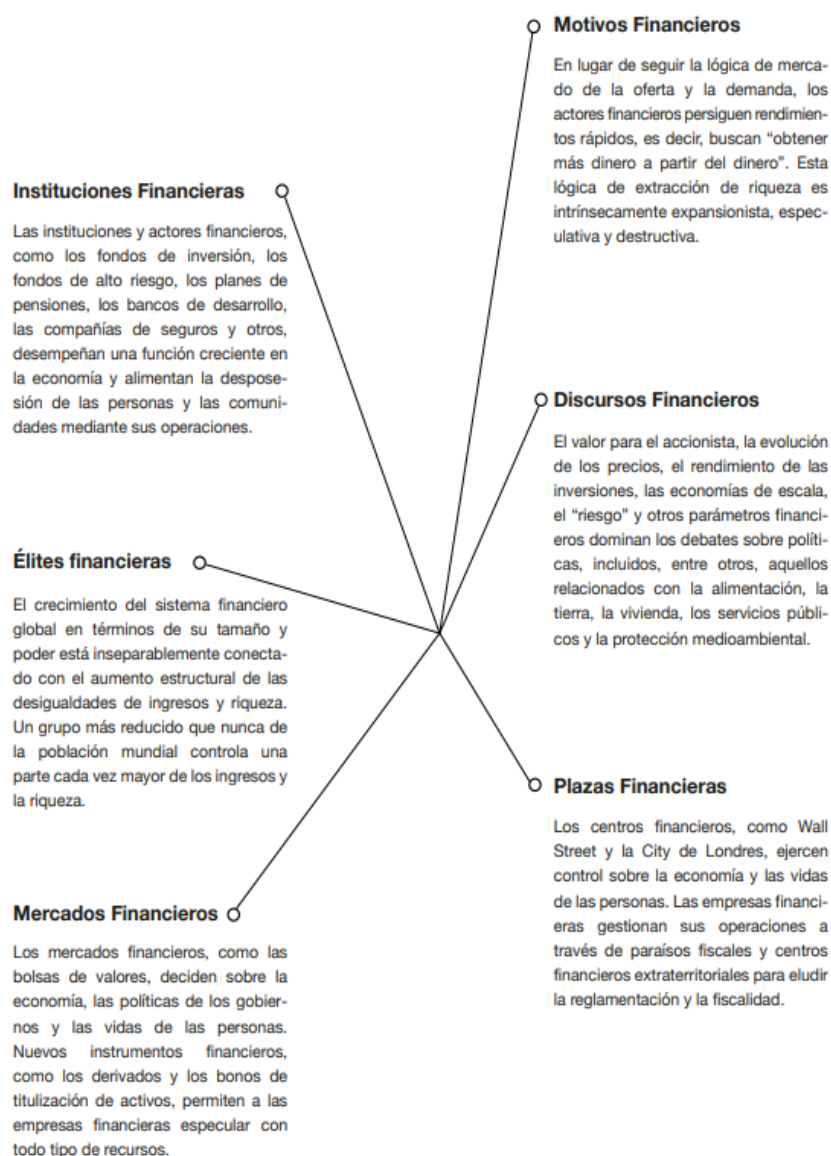 Motivos Financieros
En lugar de seguir la lógica de merca-
do de la oferta y la demanda, los
actores financieros persiguen rendimien-
tos rápidos, es decir, buscan “obtener
más dinero a partir del dinero”. Esta
lógica de extracción de riqueza es
intrínsecamente expansionista, espec-
ulativa y destructiva.
Instituciones Financieras
Las instituciones y actores financieros,
como los fondos de inversión, los
fondos de alto riesgo, los planes de
pensiones, los bancos de desarrollo,
las compañías de seguros y otros,
desempeñan una función creciente en
la economía y alimentan la despose-
sión de las personas y las comuni-
dades mediante sus operaciones.
Discursos Financieros
El valor para el accionista, la evolución
de los precios, el rendimiento de las
inversiones, las economías de escala,
el “riesgo” y otros parámetros financi-
eros dominan los debates sobre políti-
cas, incluidos, entre otros, aquellos
relacionados con la alimentación, la
tierra, la vivienda, los servicios públi-
cos y la protección medioambiental.
Élites financieras
El crecimiento del sistema financiero
global en términos de su tamaño y
poder está inseparablemente conecta-
do con el aumento estructural de las
desigualdades de ingresos y riqueza.
Un grupo más reducido que nunca de
la población mundial controla una
parte cada vez mayor de los ingresos y
la riqueza.
Plazas Financieras
Los centros financieros, como Wall
Street y la City de Londres, ejercen
control sobre la economía y las vidas
de las personas. Las empresas financi-
eras gestionan sus operaciones a
través de paraísos fiscales y centros
financieros extraterritoriales para eludir
la reglamentación y la fiscalidad.
Mercados Financieros
Los mercados financieros, como las
bolsas de valores, deciden sobre la
economía, las políticas de los gobier-
nos y las vidas de las personas.
Nuevos instrumentos financieros,
como los derivados y los bonos de
titulización de activos, permiten a las
empresas financieras especular con
todo tipo de recursos.